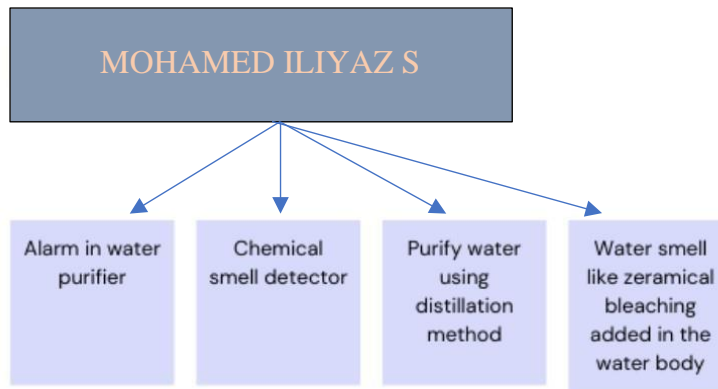 MOHAMED ILIYAZ S
Alarm in water
purifier
Chemical
smell detector
Purify water
using
distillation
method
Water smell
like zeramical
bleaching
added in the
water body